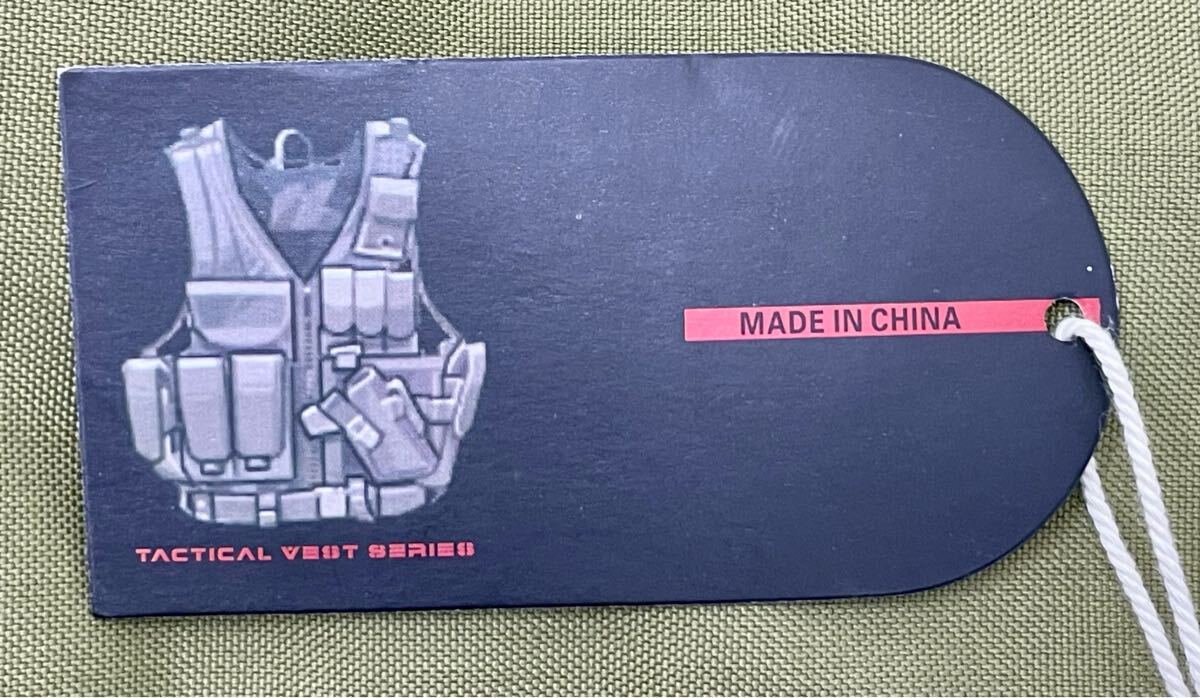 MADE IN CHINA
TACTICAL VEST SERIES